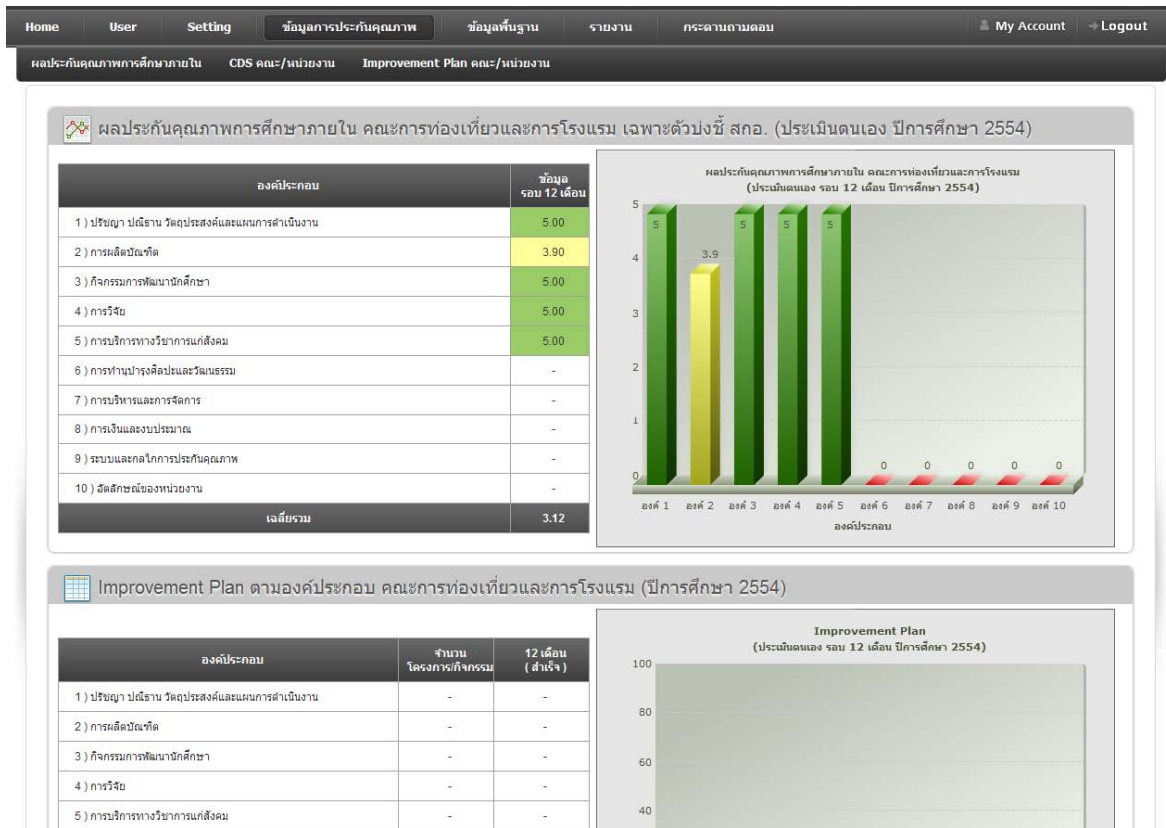 Home User Setting ข้อมูลการประกันคุณภาพ ข้อมูลพื้นฐาน รายงาน กระดานถามตอบ My Account Logout
ผลประกันคุณภาพการศึกษาภายใน CDS คณะ/หน่วยงาน Improvement Plan คณะ/หน่วยงาน
ผลประกันคุณภาพการศึกษาภายใน คณะการท่องเที่ยวและการโรงแรม เฉพาะตัวบ่งชี้ สกอ. (ประเมินตนเอง ปีการศึกษา 2554)
องค์ประกอบ ข้อมูล
รอบ 12 เดือน
1 ) ปรัชญา ปณิธาน วัตถุประสงค์และแผนการดำเนินงาน 5.00
2 ) การผลิตบัณฑิต 3.90
3 ) กิจกรรมการพัฒนานักศึกษา 5.00
4 ) การวิจัย 5.00
5 ) การบริการทางวิชาการแก่สังคม 5.00
6 ) การทำนุบำรุงศิลปะและวัฒนธรรม -
7 ) การบริหารและการจัดการ -
8 ) การเงินและงบประมาณ -
9 ) ระบบและกลไกการประกันคุณภาพ -
10 ) อัตลักษณ์ของหน่วยงาน -
เฉลี่ยรวม 3.12
ผลประกันคุณภาพการศึกษาภายใน คณะการท่องเที่ยวและการโรงแรม
(ประเมินตนเอง รอบ 12 เดือน ปีการศึกษา 2554)
5
4
3
2
1
0
5 3.9 5 5 5 0 0 0 0 0
องค์ 1 องค์ 2 องค์ 3 องค์ 4 องค์ 5 องค์ 6 องค์ 7 องค์ 8 องค์ 9 องค์ 10
องค์ประกอบ
Improvement Plan ตามองค์ประกอบ คณะการท่องเที่ยวและการโรงแรม (ปีการศึกษา 2554)
องค์ประกอบ จำนวน 12 เดือน
โครงการ/กิจกรรม ( สำเร็จ )
1 ) ปรัชญา ปณิธาน วัตถุประสงค์และแผนการดำเนินงาน - -
2 ) การผลิตบัณฑิต - -
3 ) กิจกรรมการพัฒนานักศึกษา - -
4 ) การวิจัย - -
5 ) การบริการทางวิชาการแก่สังคม - -
Improvement Plan
(ประเมินตนเอง รอบ 12 เดือน ปีการศึกษา 2554)
100
80
60
40